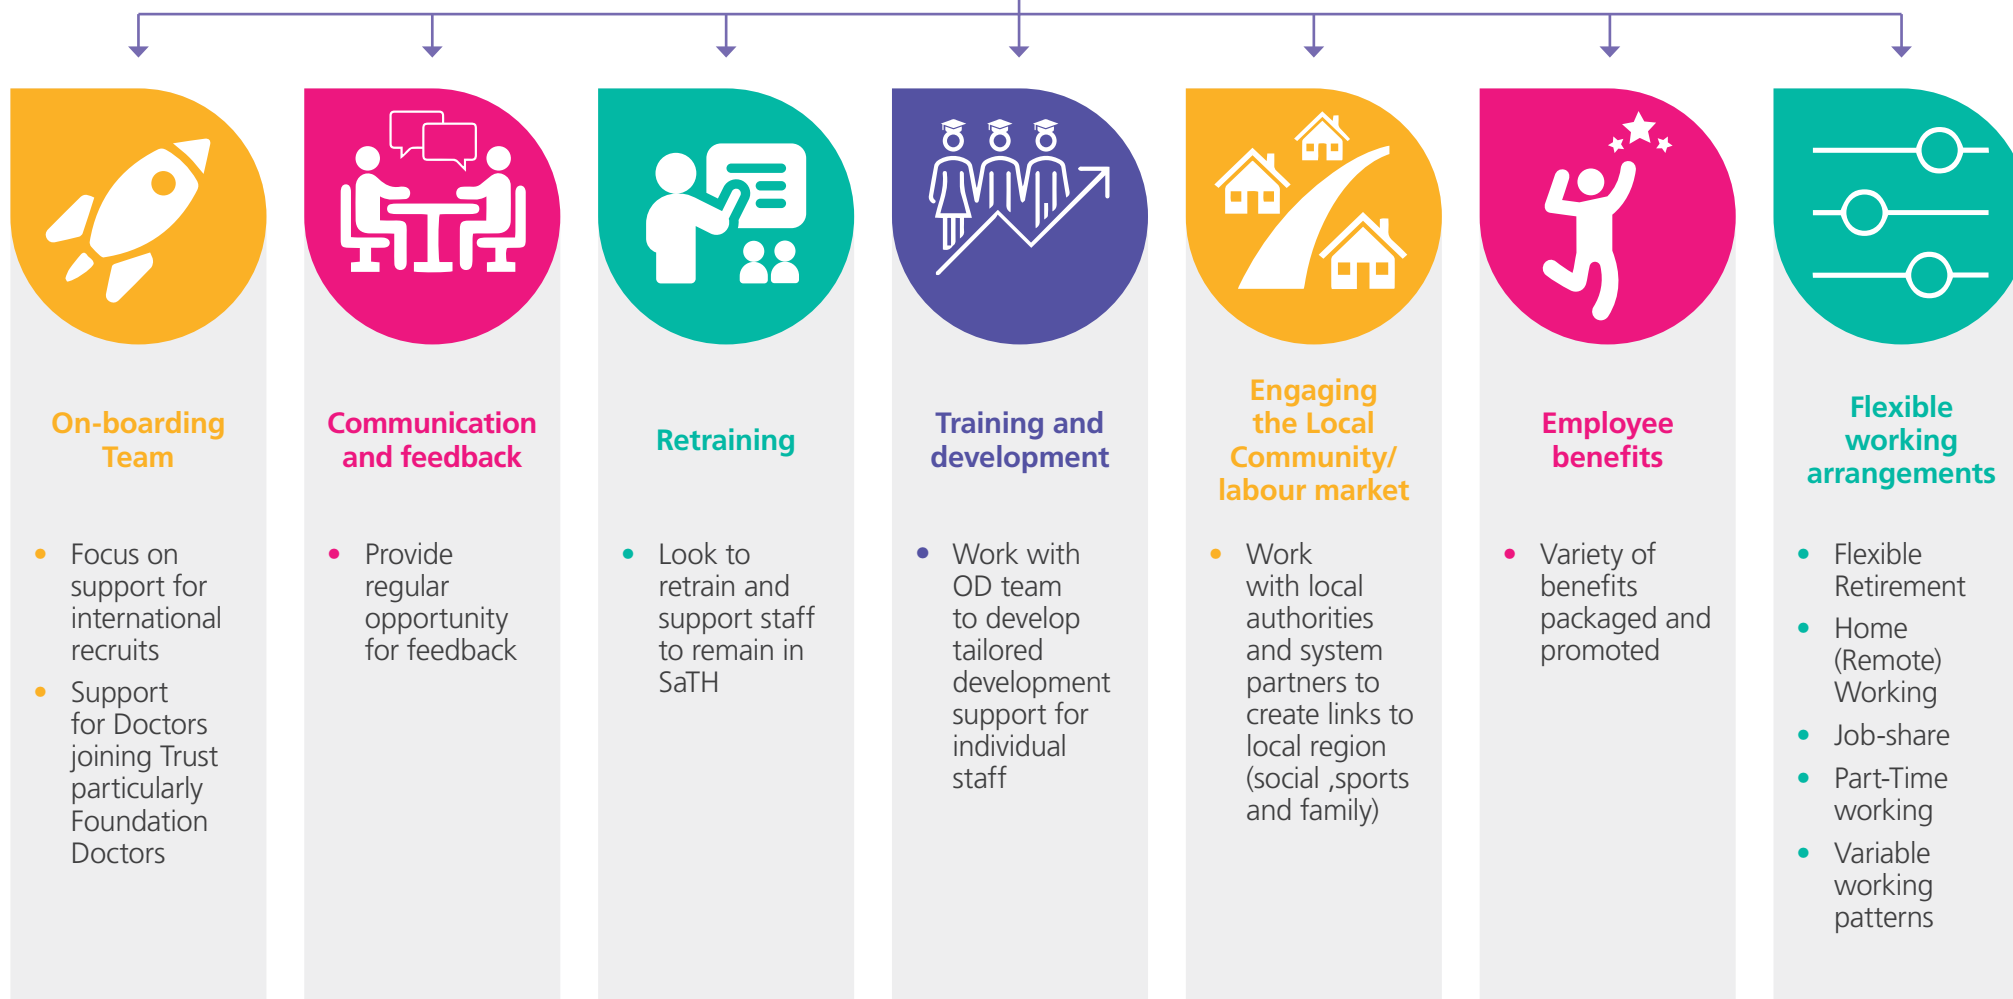 On-boarding
Team
• Focus on
support for
international
recruits
• Support
for Doctors
joining Trust
particularly
Foundation
Doctors
Communication
and feedback
• Provide
regular
opportunity
for feedback
Retraining
• Look to
retrain and
support staff
to remain in
SaTH
Training and
development
• Work with
OD team
to develop
tailored
development
support for
individual
staff
Engaging
the Local
Community/
labour market
• Work
with local
authorities
and system
partners to
create links to
local region
(social ,sports
and family)
Employee
benefits
• Variety of
benefits
packaged and
promoted
Flexible
working
arrangements
• Flexible
Retirement
• Home
(Remote)
Working
• Job-share
• Part-Time
working
• Variable
working
patterns